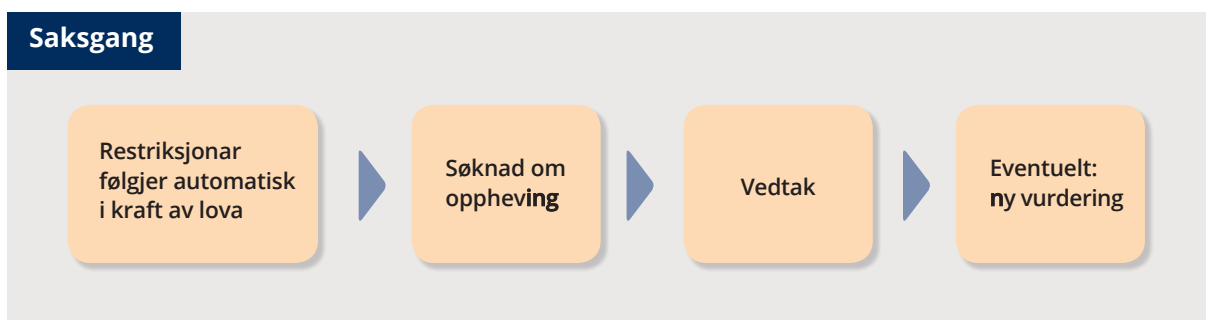 Saksgang
Restriksjonar
følgjer automatisk
i kraft av lova
Søknad om
oppheving
Vedtak
Eventuelt:
ny vurdering